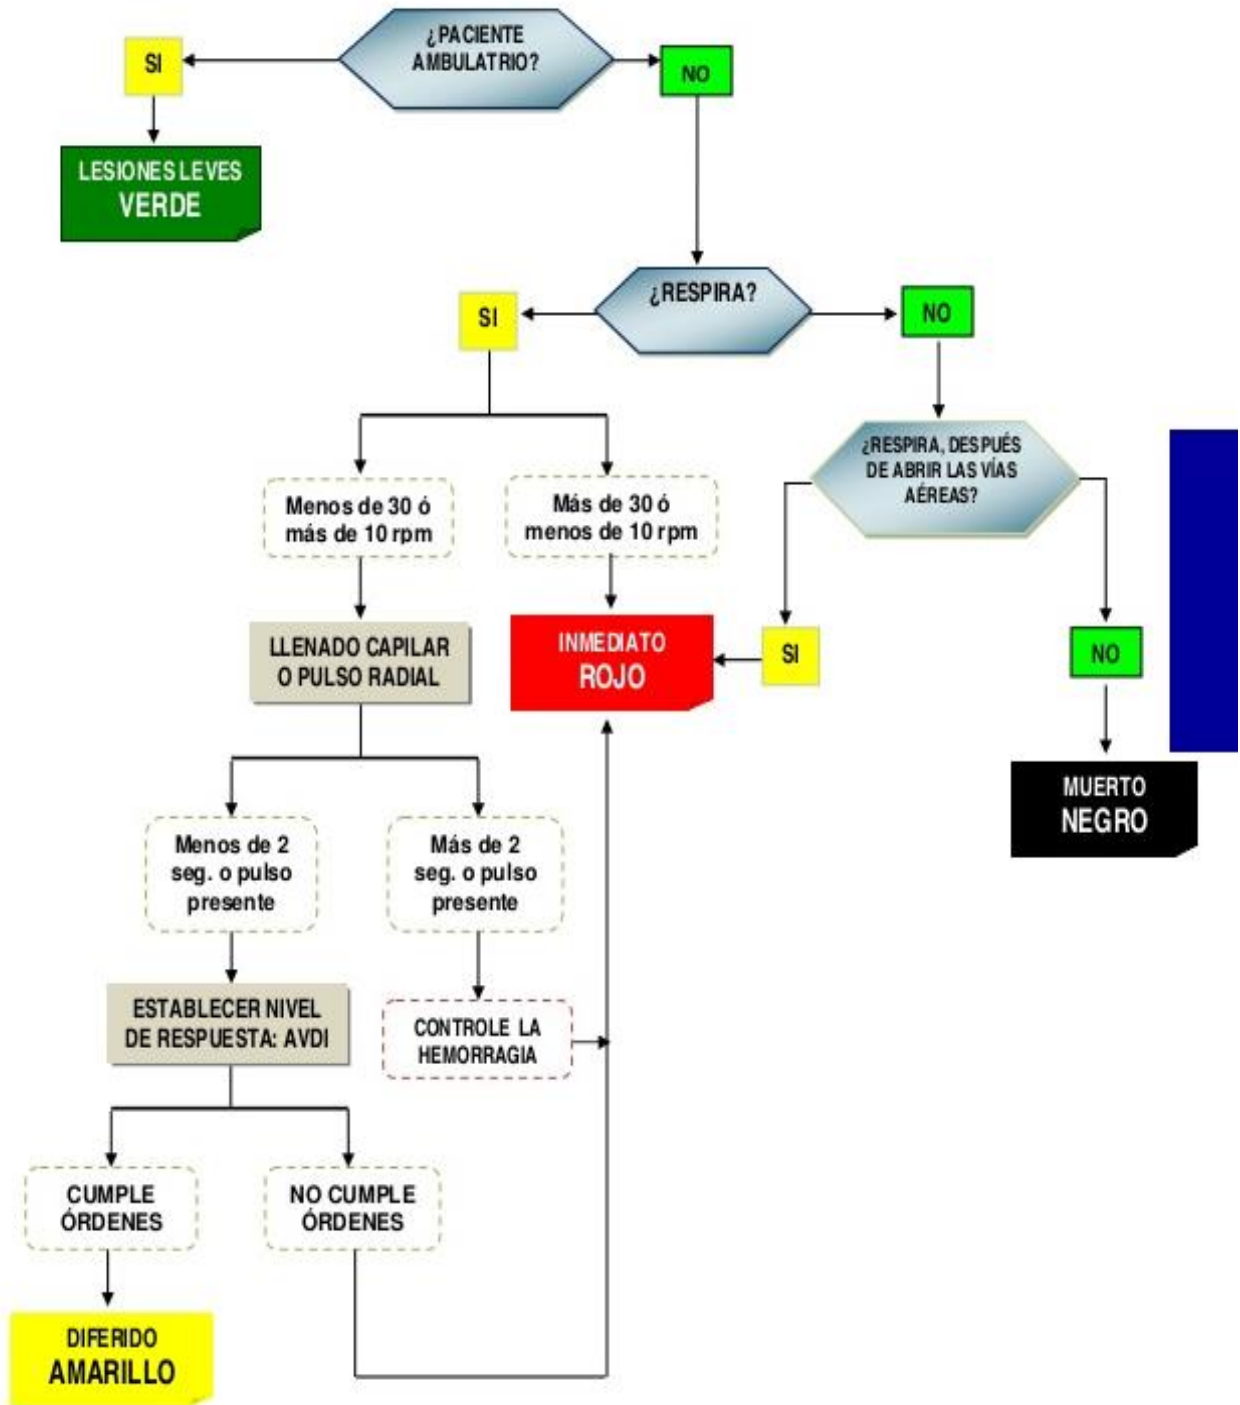 ¿PACIENTE
AMBULATRIO?
SI
NO
LESIONES LEVES
VERDE
¿RESPIRA?
SI
NO
¿RESPIRA, DESPUÉS
DE ABRIR LAS VÍAS
AÉREAS?
Menos de 30 ó
más de 10 rpm
Más de 30 ó
menos de 10 rpm
LLENADO CAPILAR
O PULSO RADIAL
INMEDIATO
ROJO
SI
NO
MUERTO
NEGRO
Menos de 2
seg. o pulso
presente
Más de 2
seg. o pulso
presente
ESTABLECER NIVEL
DE RESPUESTA: AVDI
CONTROLE LA
HEMORRAGIA
CUMPLE
ÓRDENES
NO CUMPLE
ÓRDENES
DIFERIDO
AMARILLO